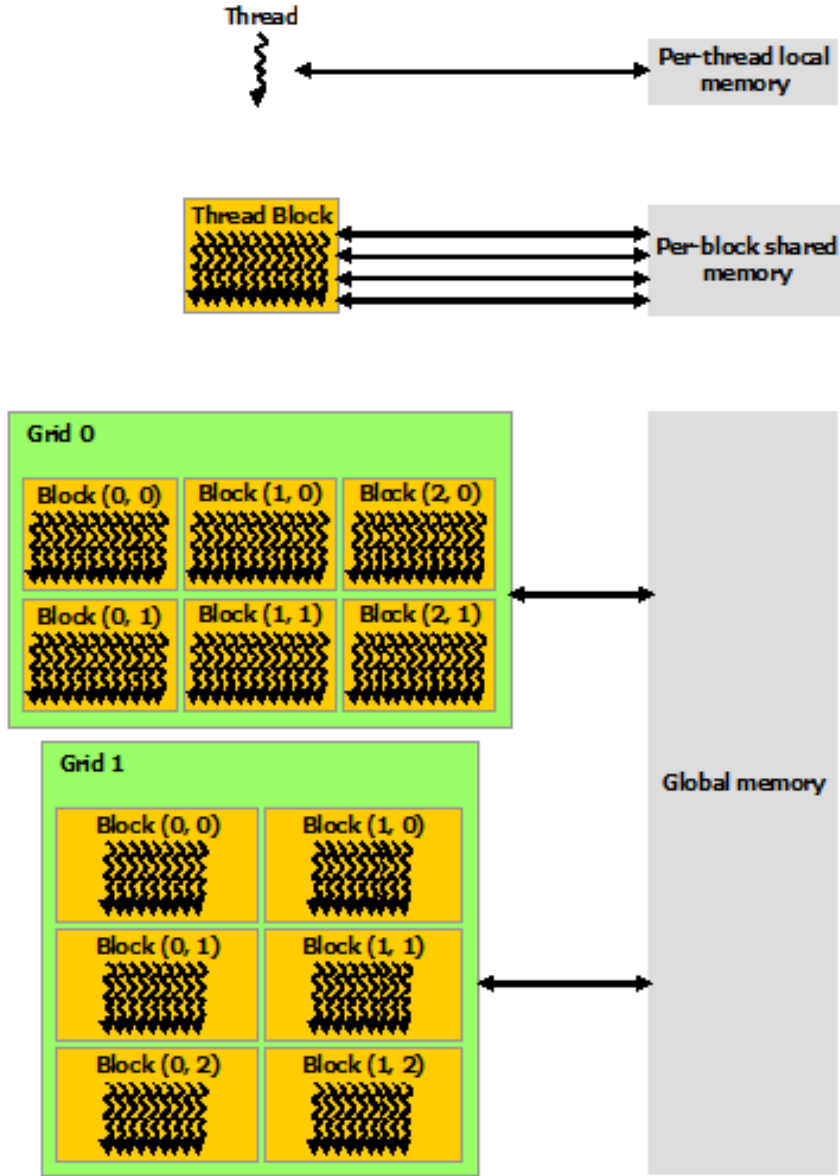 Thread
Per-thread local
memory
Thread Block
Per-block shared
memory
Grid 0
Block (0, 0)
Block (1, 0)
Block (2, 0)
Block (0, 1)
Block (1, 1)
Block (2, 1)
Grid 1
Global memory
Block (0, 0)
Block (1, 0)
Block (0, 1)
Block (1, 1)
Block (0, 2)
Block (1, 2)